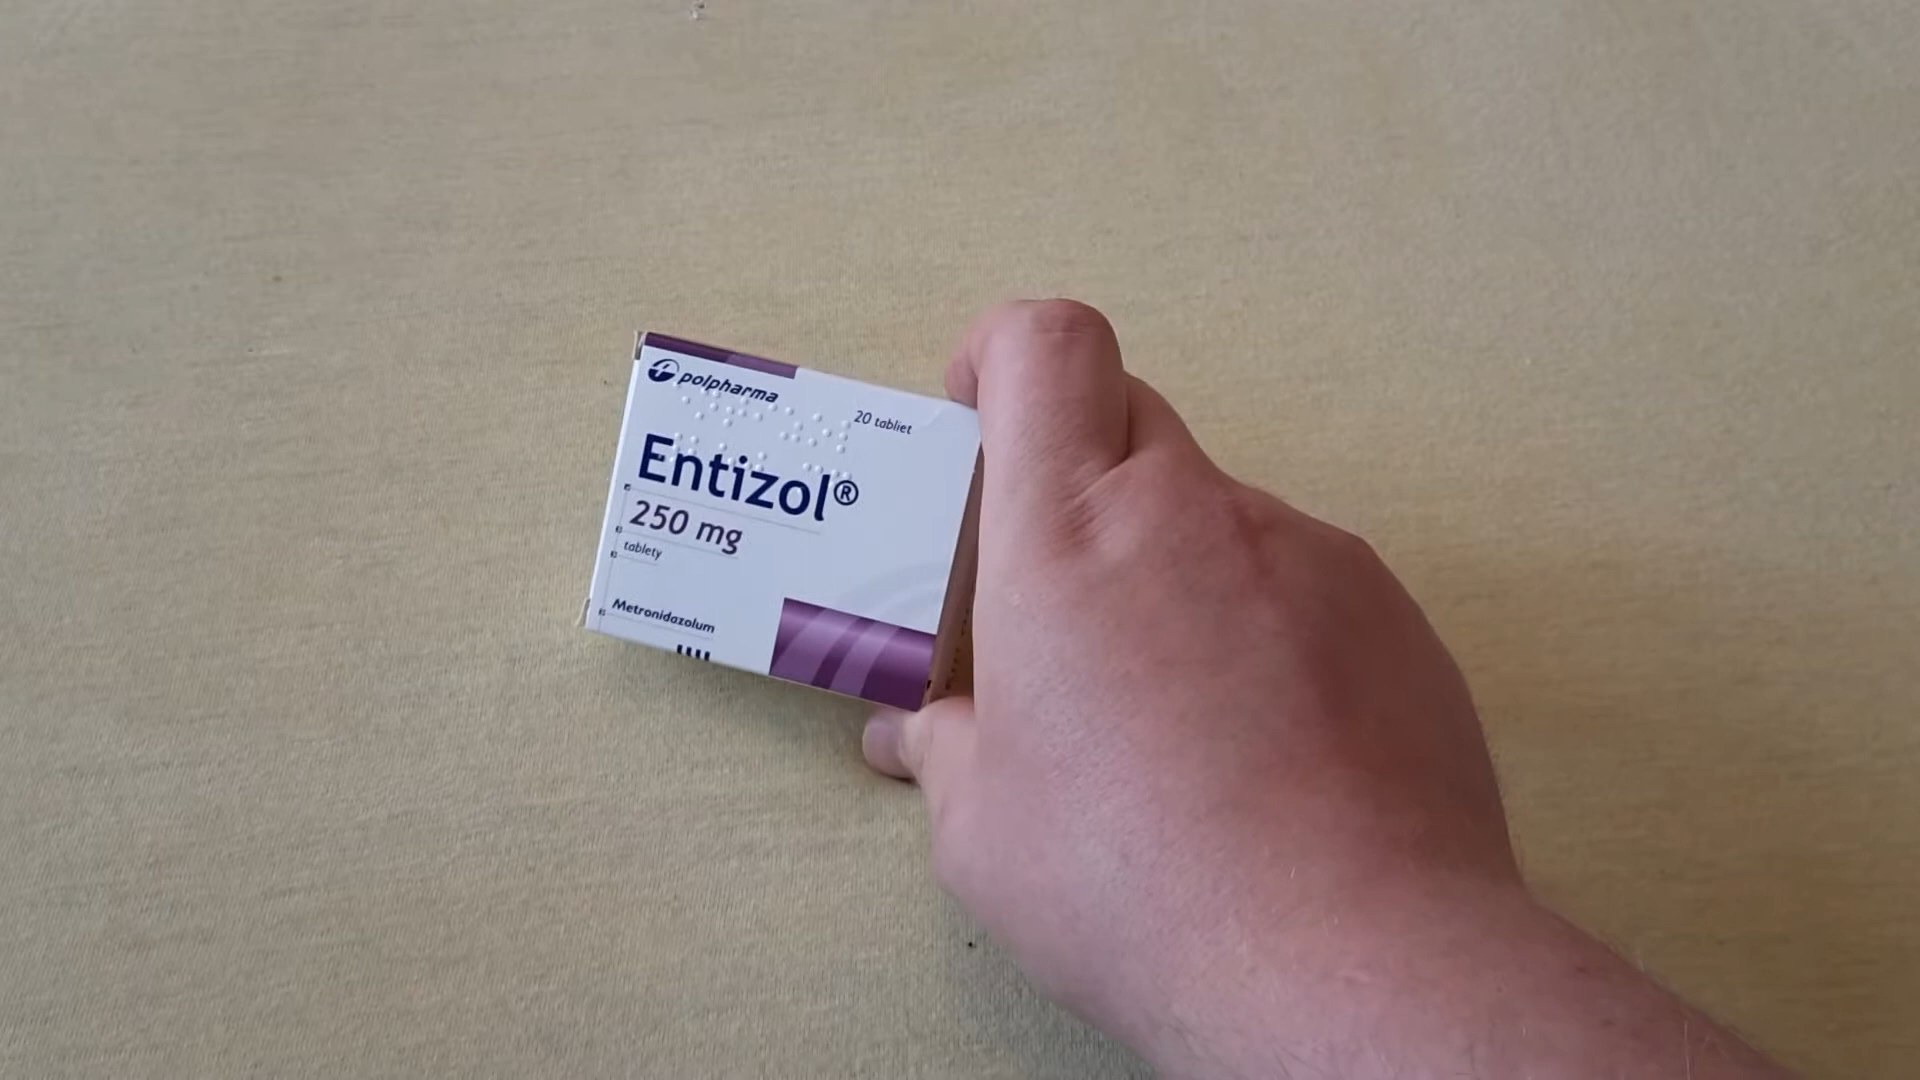 polpharma
20 tabliet
Entizol®
250 mg
tablety
Metronidazolum